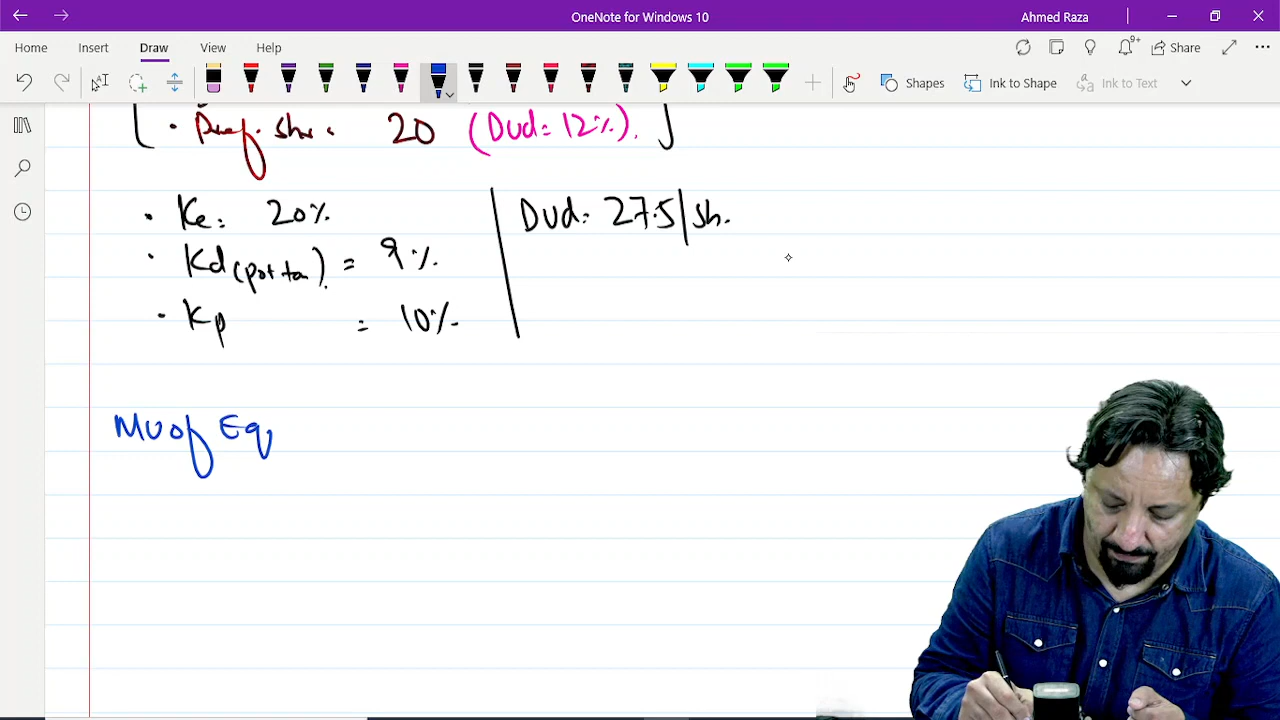 OneNote for Windows 10
Ahmed Raza
Home Insert Draw View Help
Share
Shapes Ink to Shape Ink to Text
Pref. Shr. 20 (Dvd = 12%).
Ke = 20%
Dvd = 27.5/sh.
Kd (post tax) = 9%
Kp = 10%
MV of Eq